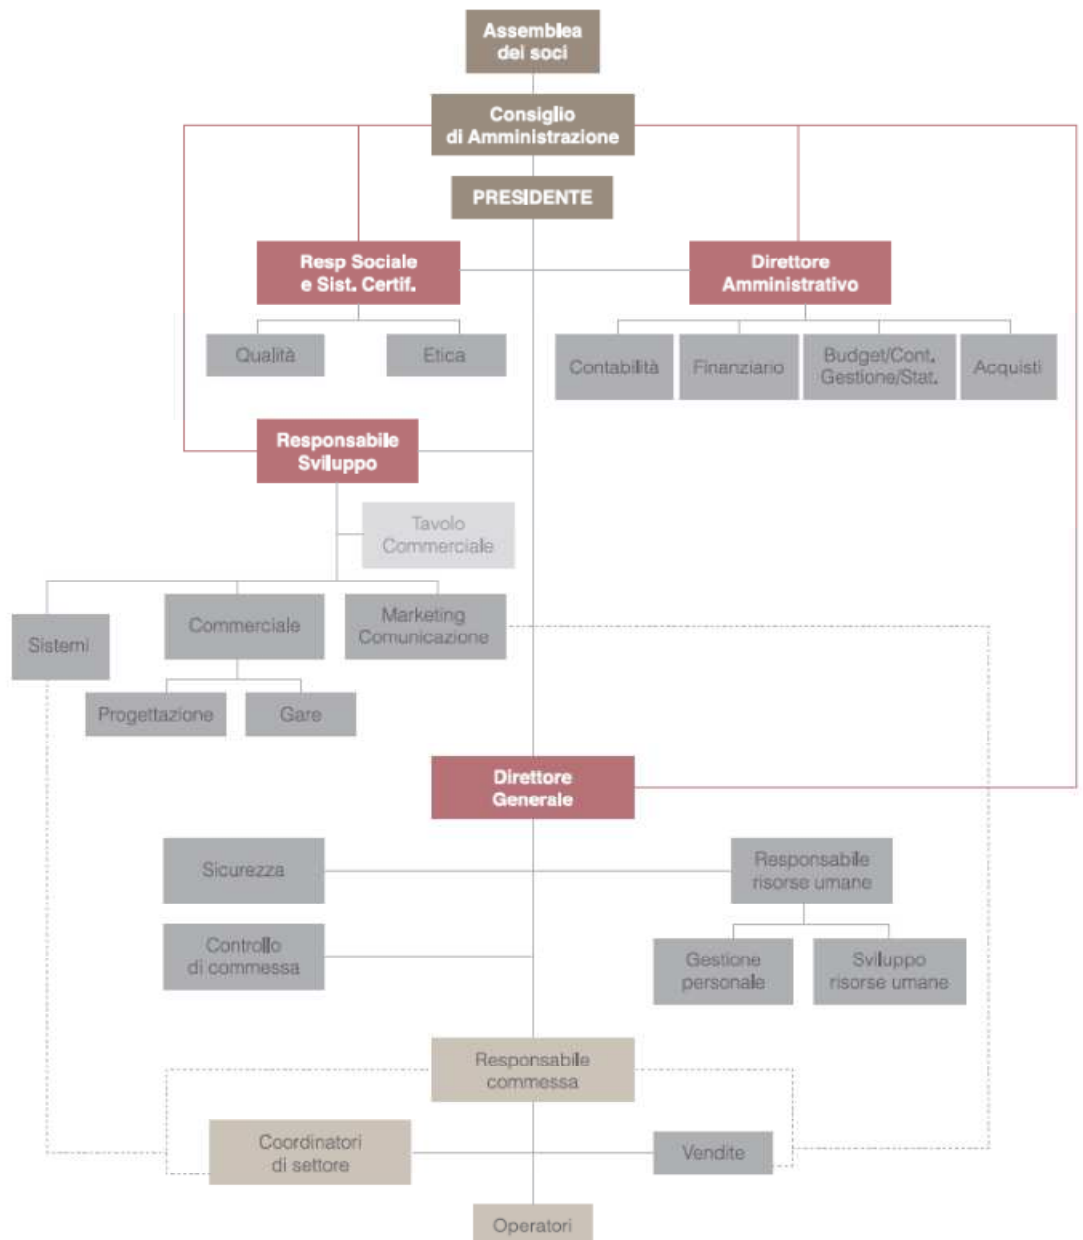 Assemblea
dei soci
Consiglio
di Amministrazione
PRESIDENTE
Resp Sociale
e Sist. Certif.
Direttore
Amministrativo
Qualità
Etica
Contabilità
Finanziario
Budget/Cont.
Gestione/Stat.
Acquisti
Responsabile
Sviluppo
Tavolo
Commerciale
Sistemi
Commerciale
Marketing
Comunicazione
Progettazione
Gare
Direttore
Generale
Sicurezza
Responsabile
risorse umane
Controllo
di commessa
Gestione
personale
Sviluppo
risorse umane
Responsabile
commessa
Coordinatori
di settore
Vendite
Operatori